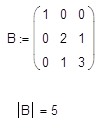 B := ( 1 0 0
0 2 1
0 1 3 )
|B| = 5